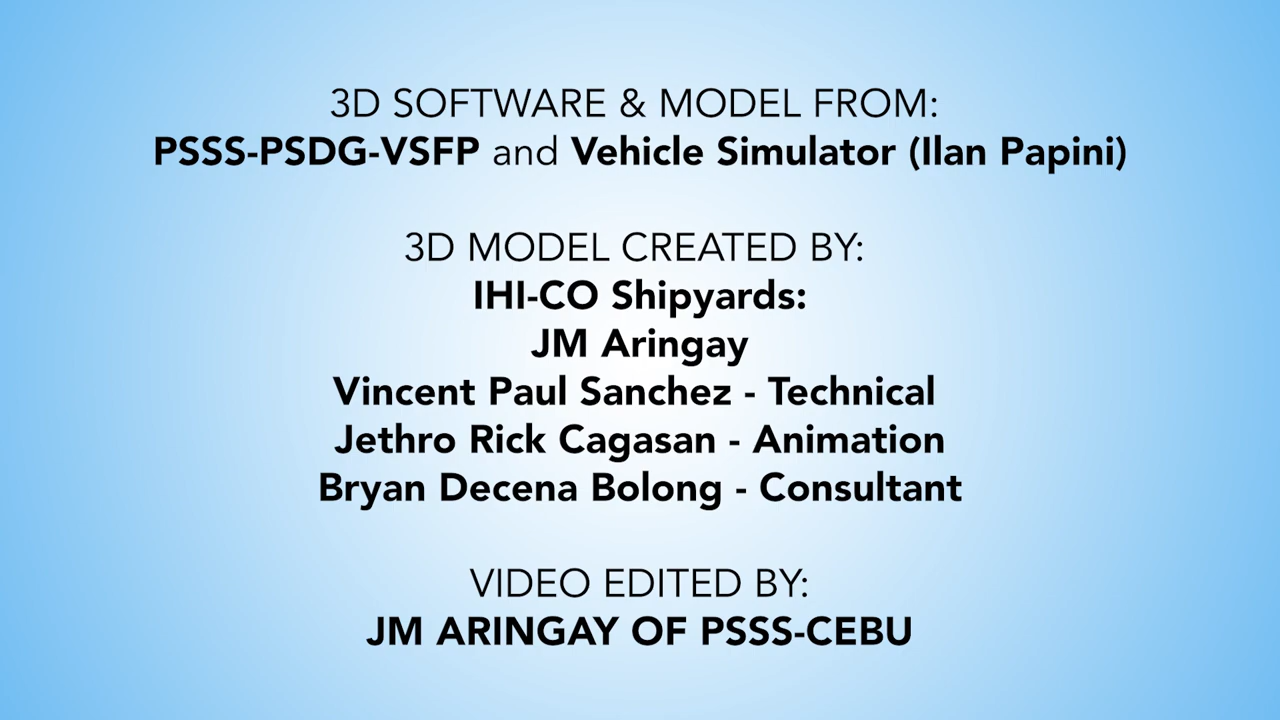 3D SOFTWARE & MODEL FROM:
PSSS-PSDG-VSFP and Vehicle Simulator (Ilan Papini)
3D MODEL CREATED BY:
IHI-CO Shipyards:
JM Aringay
Vincent Paul Sanchez - Technical
Jethro Rick Cagasan - Animation
Bryan Decena Bolong - Consultant
VIDEO EDITED BY:
JM ARINGAY OF PSSS-CEBU